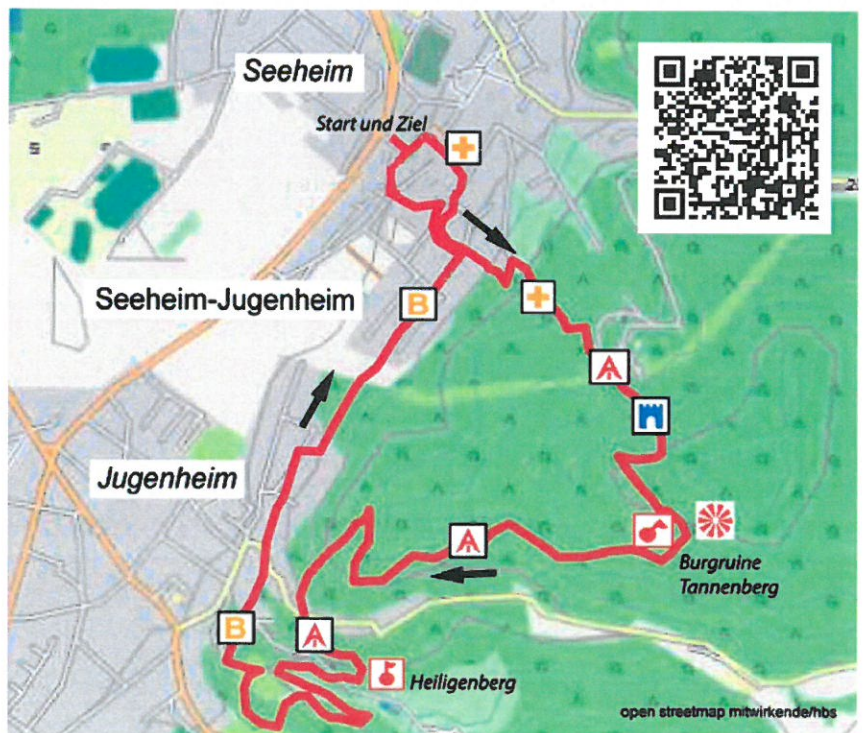 Seeheim
Start und Ziel
Seeheim-Jugenheim
B
Jugenheim
Burgruine
Tannenberg
B
Heiligenberg
open streetmap mitwirkende/hbs